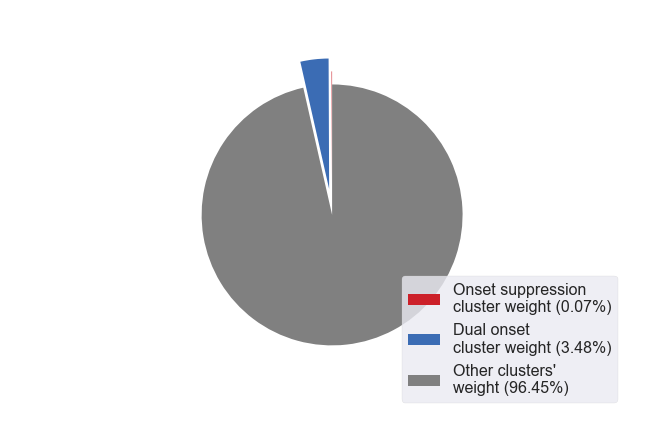 Onset suppression
cluster weight (0.07%)
Dual onset
cluster weight (3.48%)
Other clusters'
weight (96.45%)